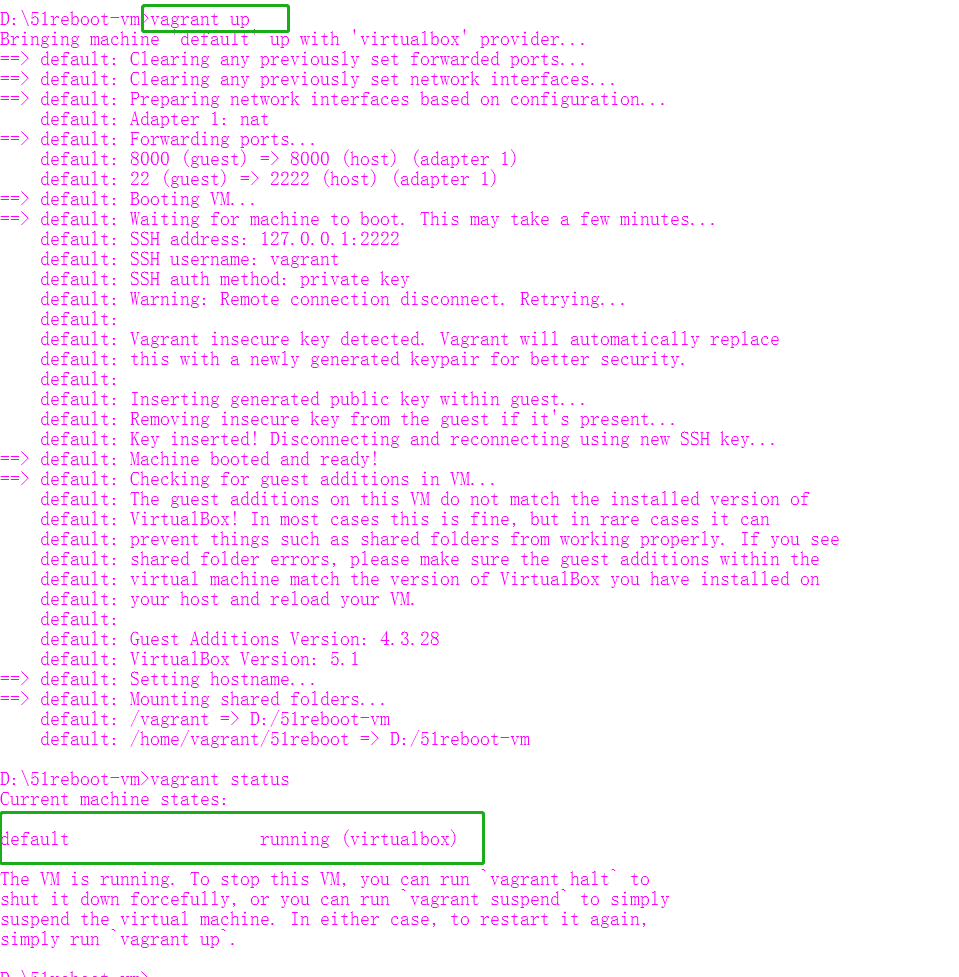 D:\51reboot-vm>vagrant up
Bringing machine 'default' up with 'virtualbox' provider...
==> default: Clearing any previously set forwarded ports...
==> default: Clearing any previously set network interfaces...
==> default: Preparing network interfaces based on configuration...
    default: Adapter 1: nat
==> default: Forwarding ports...
    default: 8000 (guest) => 8000 (host) (adapter 1)
    default: 22 (guest) => 2222 (host) (adapter 1)
==> default: Booting VM...
==> default: Waiting for machine to boot. This may take a few minutes...
    default: SSH address: 127.0.0.1:2222
    default: SSH username: vagrant
    default: SSH auth method: private key
    default: Warning: Remote connection disconnect. Retrying...
    default:
    default: Vagrant insecure key detected. Vagrant will automatically replace
    default: this with a newly generated keypair for better security.
    default:
    default: Inserting generated public key within guest...
    default: Removing insecure key from the guest if it's present...
    default: Key inserted! Disconnecting and reconnecting using new SSH key...
==> default: Machine booted and ready!
==> default: Checking for guest additions in VM...
    default: The guest additions on this VM do not match the installed version of
    default: VirtualBox! In most cases this is fine, but in rare cases it can
    default: prevent things such as shared folders from working properly. If you see
    default: shared folder errors, please make sure the guest additions within the
    default: virtual machine match the version of VirtualBox you have installed on
    default: your host and reload your VM.
    default:
    default: Guest Additions Version: 4.3.28
    default: VirtualBox Version: 5.1
==> default: Setting hostname...
==> default: Mounting shared folders...
    default: /vagrant => D:/51reboot-vm
    default: /home/vagrant/51reboot => D:/51reboot-vm
D:\51reboot-vm>vagrant status
Current machine states:
default                   running (virtualbox)
The VM is running. To stop this VM, you can run `vagrant halt` to
shut it down forcefully, or you can run `vagrant suspend` to simply
suspend the virtual machine. In either case, to restart it again,
simply run `vagrant up`.
D:\51reboot-vm>